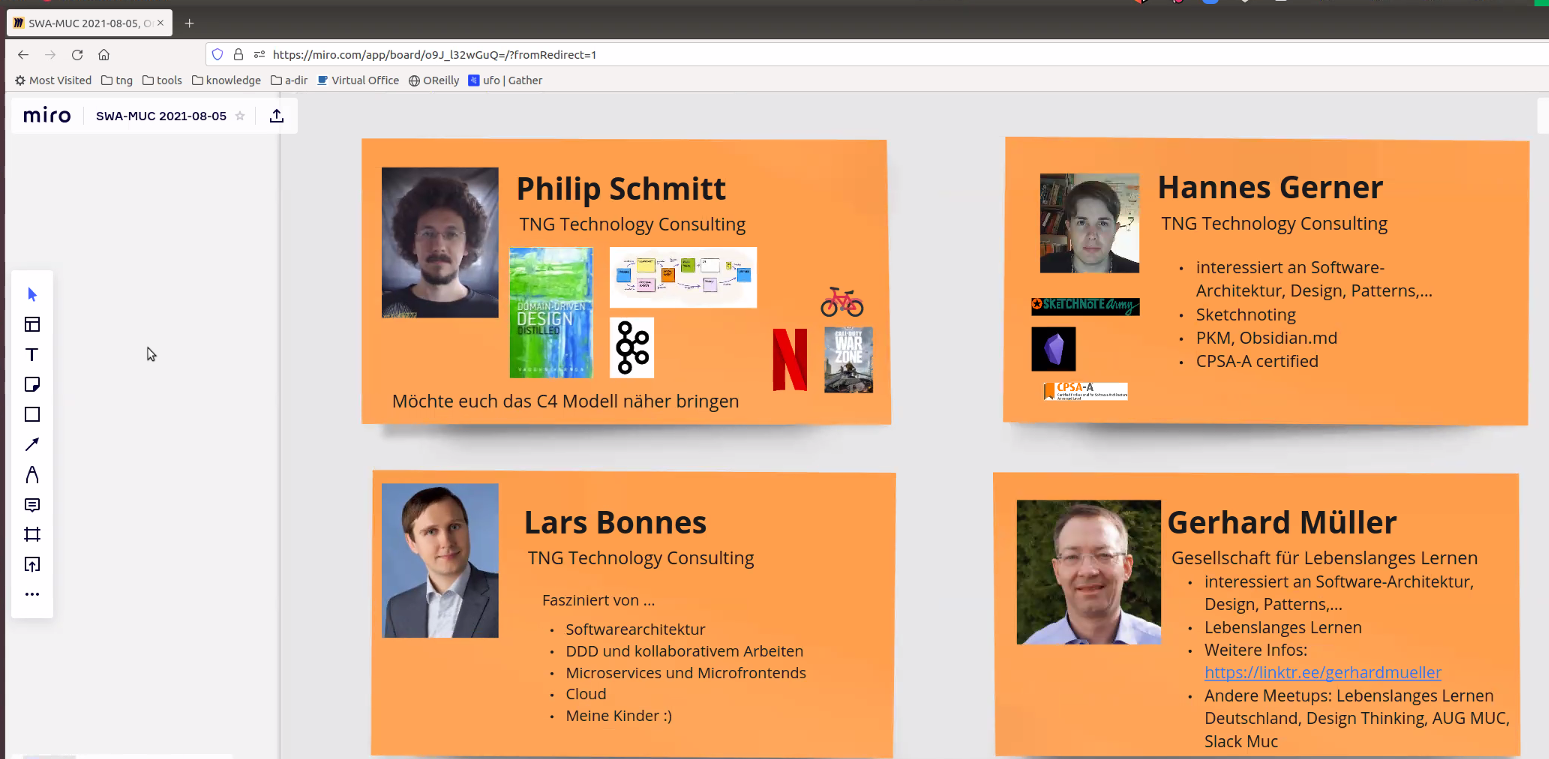 SWA-MUC 2021-08-05, O
https://miro.com/app/board/o9J_l32wGuQ=/?fromRedirect=1
Most Visited tng tools knowledge a-dir Virtual Office OReilly ufo | Gather
miro SWA-MUC 2021-08-05
Philip Schmitt
TNG Technology Consulting
DOMAIN-DRIVEN
DESIGN
DISTILLED
CALL OF DUTY
WAR
ZONE
Möchte euch das C4 Modell näher bringen
Hannes Gerner
TNG Technology Consulting
• interessiert an Software-
Architektur, Design, Patterns,...
• Sketchnoting
• PKM, Obsidian.md
• CPSA-A certified
SKETCHNOTE Army
CPSA-A
Lars Bonnes
TNG Technology Consulting
Fasziniert von ...
• Softwarearchitektur
• DDD und kollaborativem Arbeiten
• Microservices und Microfrontends
• Cloud
• Meine Kinder :)
Gerhard Müller
Gesellschaft für Lebenslanges Lernen
• interessiert an Software-Architektur,
Design, Patterns,...
• Lebenslanges Lernen
• Weitere Infos:
https://linktr.ee/gerhardmueller
• Andere Meetups: Lebenslanges Lernen
Deutschland, Design Thinking, AUG MUC,
Slack Muc